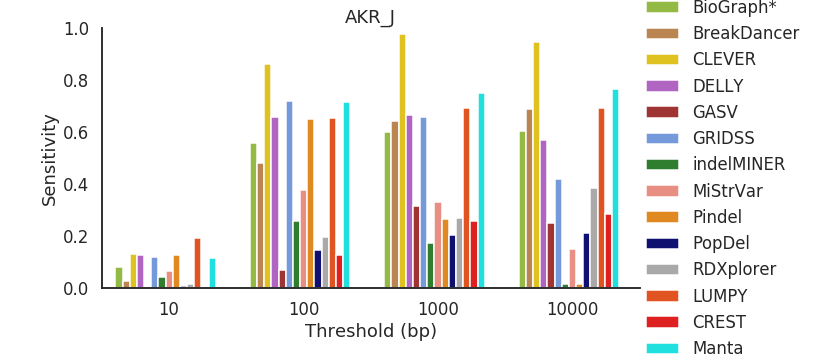 AKR_J
Sensitivity
1.0
0.8
0.6
0.4
0.2
0.0
10
100
1000
10000
Threshold (bp)
BioGraph*
BreakDancer
CLEVER
DELLY
GASV
GRIDSS
indelMINER
MiStrVar
Pindel
PopDel
RDXplorer
LUMPY
CREST
Manta